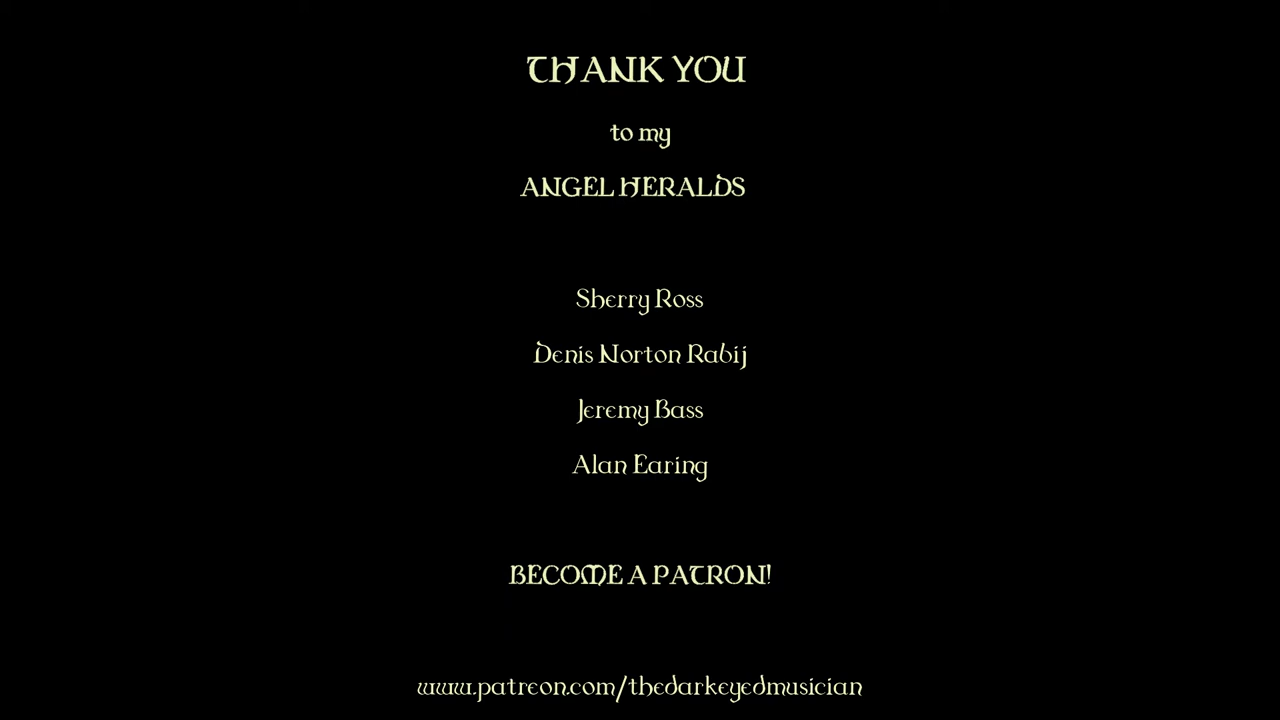 THANK YOU
to my
ANGEL HERALDS
Sherry Ross
Denis Norton Rabij
Jeremy Bass
Alan Earing
BECOME A PATRON!
www.patreon.com/thedarkeyedmusician